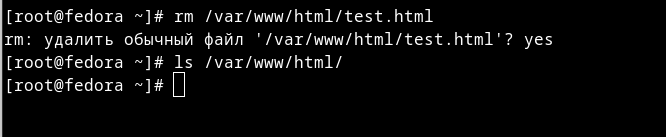 [root@fedora ~]# rm /var/www/html/test.html
rm: удалить обычный файл '/var/www/html/test.html'? yes
[root@fedora ~]# ls /var/www/html/
[root@fedora ~]#